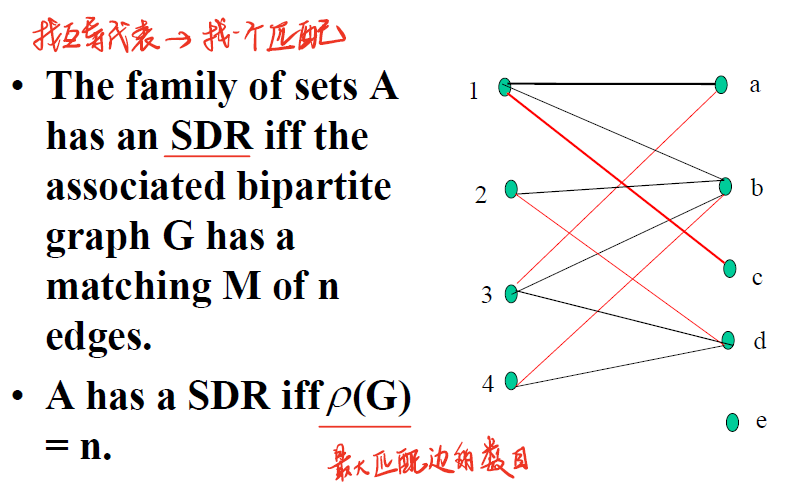 找互异代表 → 找一个匹配
• The family of sets A
has an SDR iff the
associated bipartite
graph G has a
matching M of n
edges.
• A has a SDR iff ρ(G)
= n.
最大匹配边的数目
1
a
2
b
3
c
4
d
e